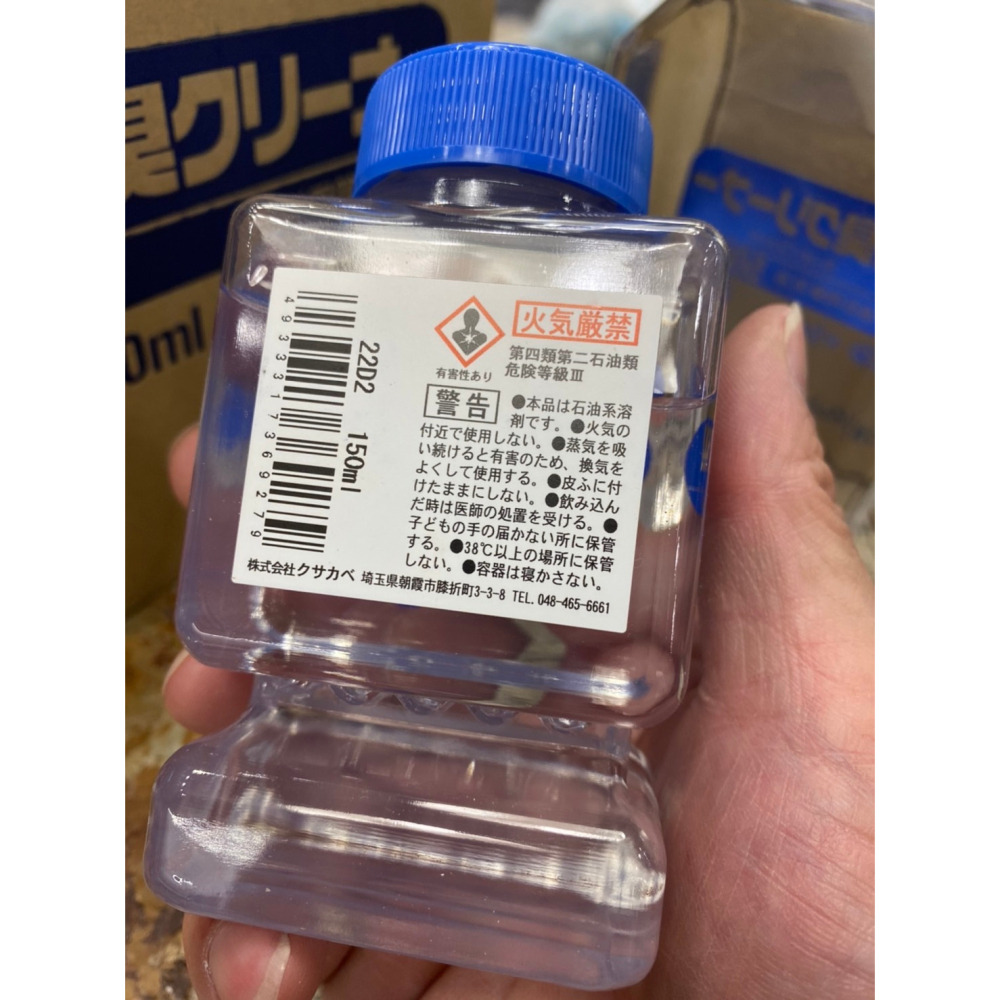 臭クリーナ
0ml
4933317369279
22D2 150ml
有害性あり
火気厳禁
第四類第二石油類
危険等級Ⅲ
警告
●本品は石油系溶
剤です。●火気の
付近で使用しない。●蒸気を吸
い続けると有害のため、換気を
よくして使用する。●皮ふに付
けたままにしない。●飲み込ん
だ時は医師の処置を受ける。●
子どもの手の届かない所に保管
する。●38℃以上の場所に保管
しない。●容器は寝かさない。
株式会社クサカベ 埼玉県朝霞市膝折町3-3-8 TEL.048-465-6661